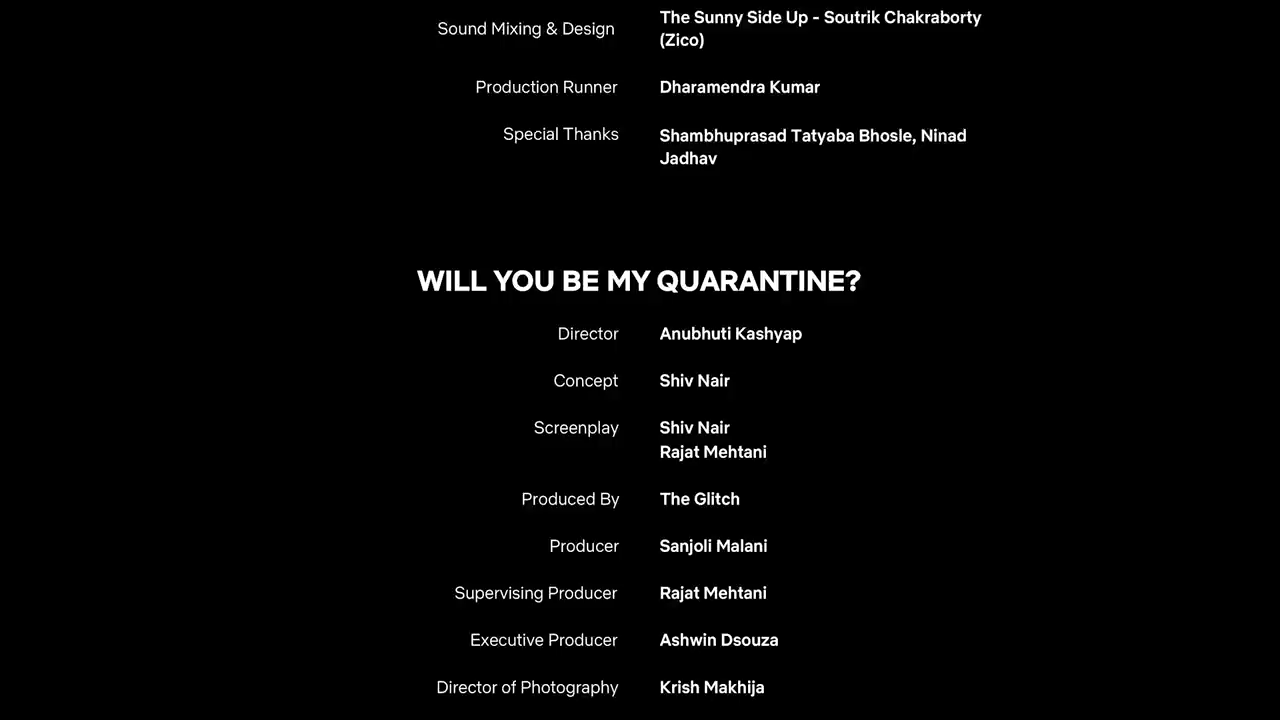 Sound Mixing & Design The Sunny Side Up - Soutrik Chakraborty
(Zico)
Production Runner Dharamendra Kumar
Special Thanks Shambhuprasad Tatyaba Bhosle, Ninad
Jadhav
WILL YOU BE MY QUARANTINE?
Director Anubhuti Kashyap
Concept Shiv Nair
Screenplay Shiv Nair
Rajat Mehtani
Produced By The Glitch
Producer Sanjoli Malani
Supervising Producer Rajat Mehtani
Executive Producer Ashwin Dsouza
Director of Photography Krish Makhija